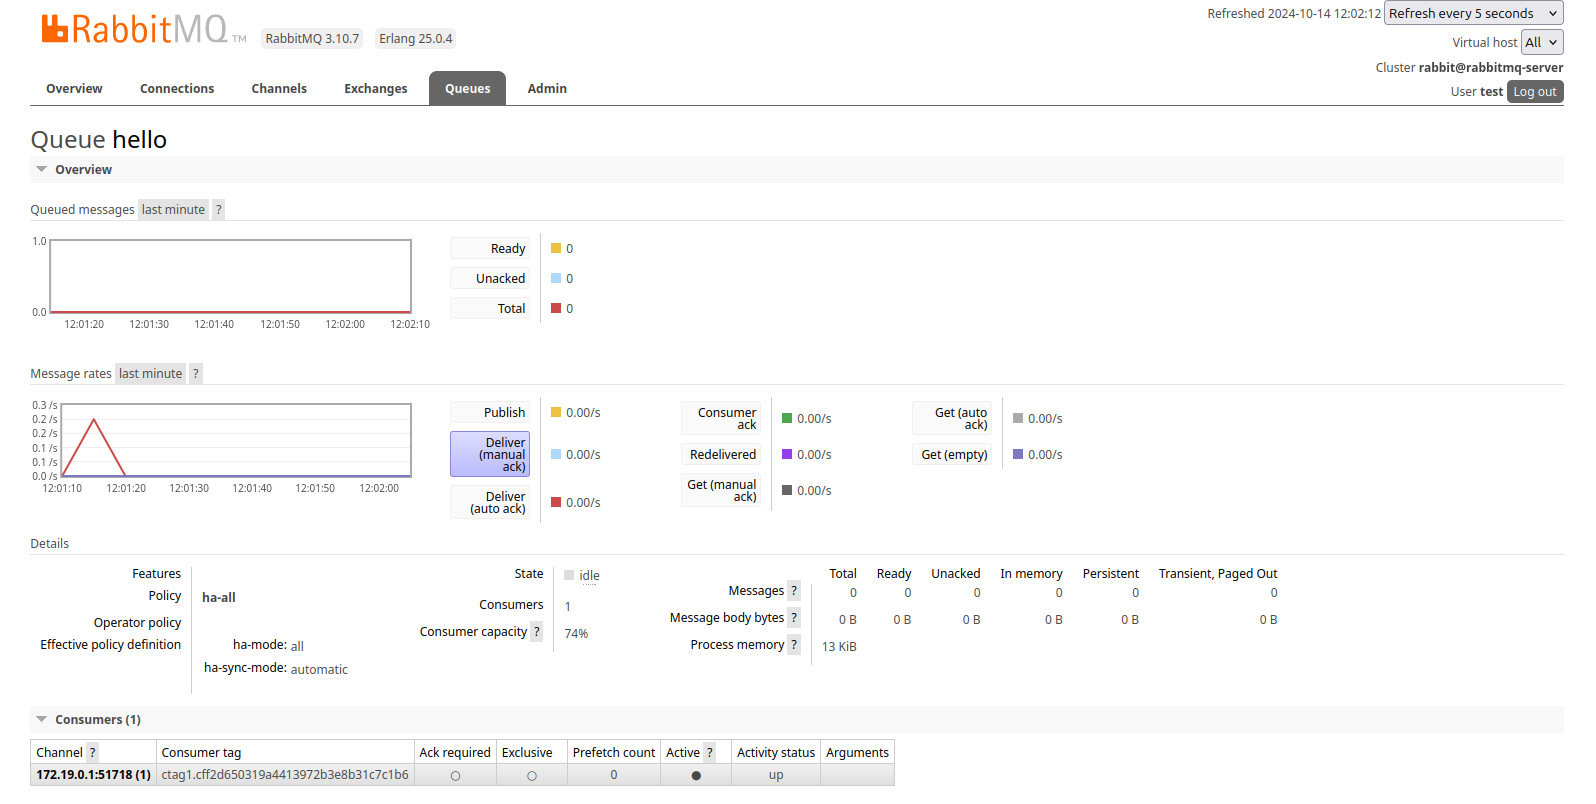 RabbitMQ TM RabbitMQ 3.10.7 Erlang 25.0.4
Refreshed 2024-10-14 12:02:12 Refresh every 5 seconds
Virtual host All
Cluster rabbit@rabbitmq-server
User test Log out
Overview Connections Channels Exchanges Queues Admin
Queue hello
Overview
Queued messages last minute ?
1.0
0.0
12:01:20 12:01:30 12:01:40 12:01:50 12:02:00 12:02:10
Ready 0
Unacked 0
Total 0
Message rates last minute ?
0.3 /s
0.2 /s
0.2 /s
0.1 /s
0.1 /s
0.0 /s
12:01:10 12:01:20 12:01:30 12:01:40 12:01:50 12:02:00
Publish 0.00/s
Deliver
(manual 0.00/s
ack)
Deliver
(auto ack) 0.00/s
Consumer
ack 0.00/s
Redelivered 0.00/s
Get (manual
ack) 0.00/s
Get (auto
ack) 0.00/s
Get (empty) 0.00/s
Details
Features
Policy ha-all
Operator policy
Effective policy definition ha-mode: all
ha-sync-mode: automatic
State idle
Consumers 1
Consumer capacity ? 74%
Total Ready Unacked In memory Persistent Transient, Paged Out
Messages ? 0 0 0 0 0 0
Message body bytes ? 0 B 0 B 0 B 0 B 0 B 0 B
Process memory ? 13 KiB
Consumers (1)
Channel ? Consumer tag Ack required Exclusive Prefetch count Active ? Activity status Arguments
172.19.0.1:51718 (1) ctag1.cff2d650319a4413972b3e8b31c7c1b6 ○ ○ 0 ● up